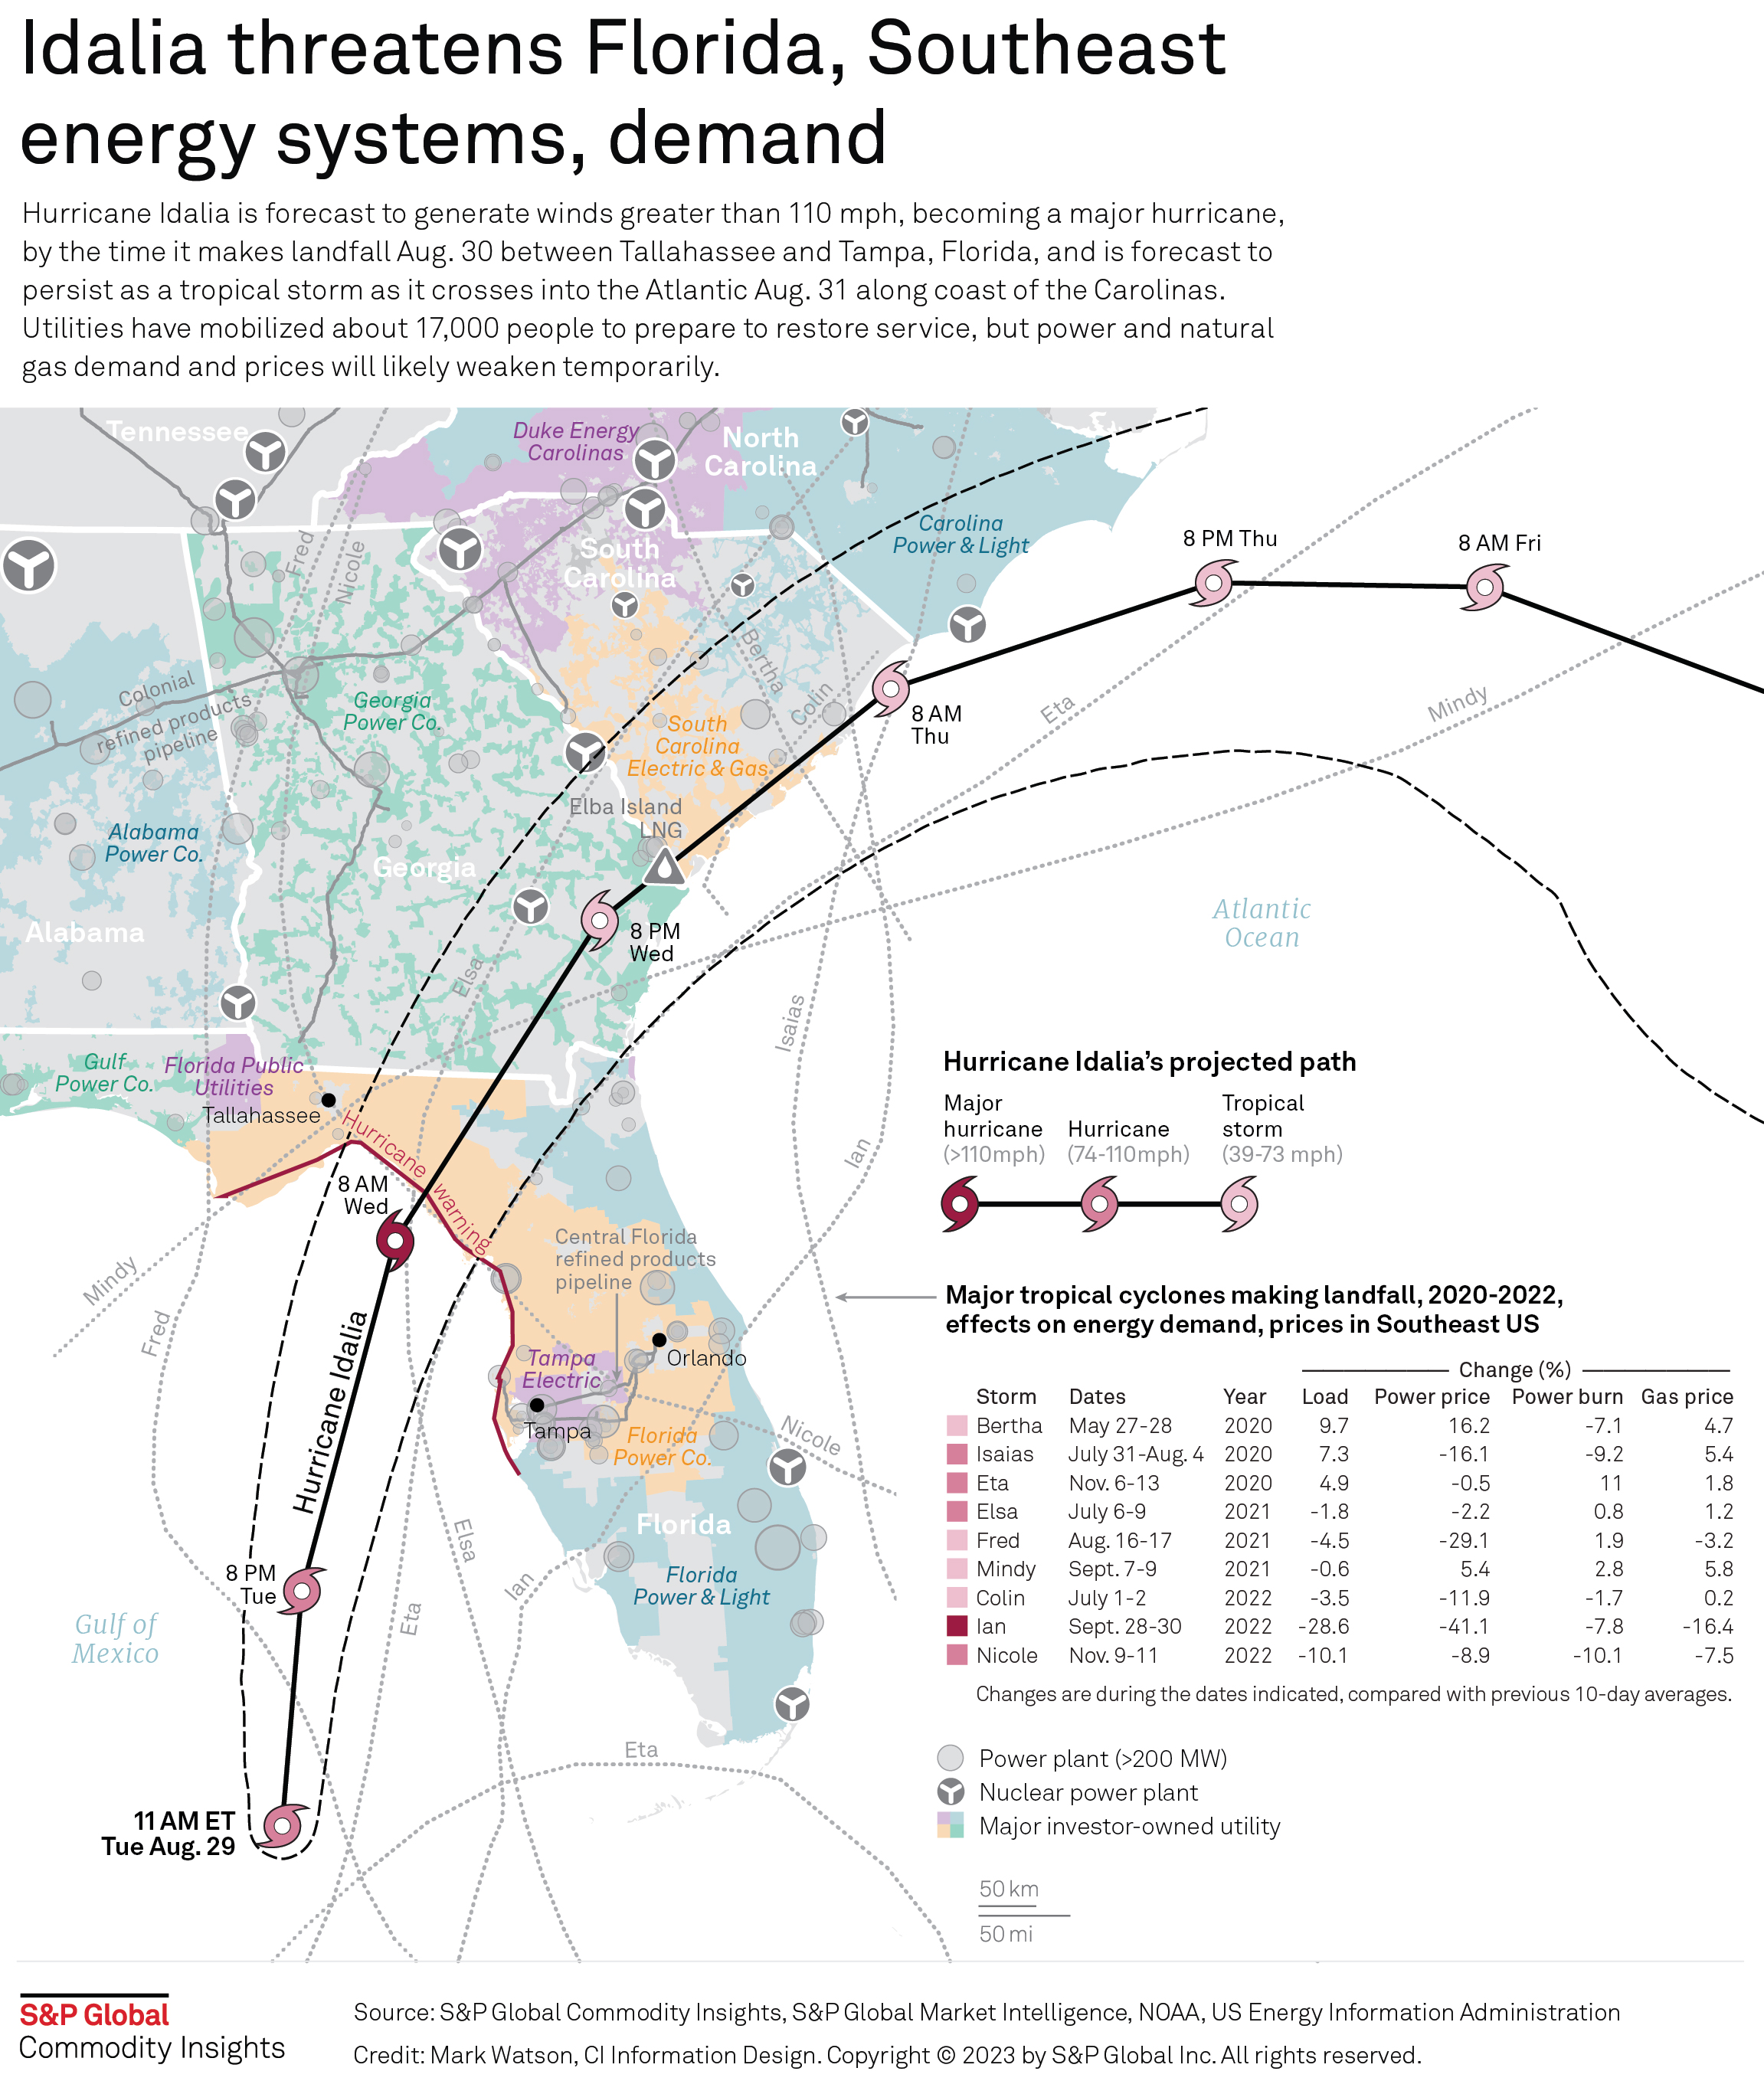 Idalia threatens Florida, Southeast
energy systems, demand
Hurricane Idalia is forecast to generate winds greater than 110 mph, becoming a major hurricane,
by the time it makes landfall Aug. 30 between Tallahassee and Tampa, Florida, and is forecast to
persist as a tropical storm as it crosses into the Atlantic Aug. 31 along coast of the Carolinas.
Utilities have mobilized about 17,000 people to prepare to restore service, but power and natural
gas demand and prices will likely weaken temporarily.
Tennessee
Duke Energy
Carolinas
North
Carolina
Carolina
Power & Light
8 PM Thu
8 AM Fri
Fred
Nicole
South
Carolina
Bertha
Colin
8 AM
Thu
Eta
Mindy
Colonial
refined products
pipeline
Georgia
Power Co.
South
Carolina
Electric & Gas
Elba Island
LNG
Alabama
Power Co.
Georgia
Alabama
8 PM
Wed
Atlantic
Ocean
Elsa
Isaias
Ian
Gulf
Power Co.
Florida Public
Utilities
Tallahassee
Hurricane warning
8 AM
Wed
Mindy
Fred
Hurricane Idalia
Central Florida
refined products
pipeline
Orlando
Tampa
Electric
Tampa
Florida
Power Co.
Nicole
Florida
Florida
Power & Light
Elsa
Ian
Eta
8 PM
Tue
Gulf of
Mexico
Eta
11 AM ET
Tue Aug. 29
Hurricane Idalia's projected path
Major
hurricane
(>110mph)
Hurricane
(74-110mph)
Tropical
storm
(39-73 mph)
Major tropical cyclones making landfall, 2020-2022,
effects on energy demand, prices in Southeast US
Change (%)
Storm Dates Year Load Power price Power burn Gas price
Bertha May 27-28 2020 9.7 16.2 -7.1 4.7
Isaias July 31-Aug. 4 2020 7.3 -16.1 -9.2 5.4
Eta Nov. 6-13 2020 4.9 -0.5 11 1.8
Elsa July 6-9 2021 -1.8 -2.2 0.8 1.2
Fred Aug. 16-17 2021 -4.5 -29.1 1.9 -3.2
Mindy Sept. 7-9 2021 -0.6 5.4 2.8 5.8
Colin July 1-2 2022 -3.5 -11.9 -1.7 0.2
Ian Sept. 28-30 2022 -28.6 -41.1 -7.8 -16.4
Nicole Nov. 9-11 2022 -10.1 -8.9 -10.1 -7.5
Changes are during the dates indicated, compared with previous 10-day averages.
Power plant (>200 MW)
Nuclear power plant
Major investor-owned utility
50 km
50 mi
S&P Global
Commodity Insights
Source: S&P Global Commodity Insights, S&P Global Market Intelligence, NOAA, US Energy Information Administration
Credit: Mark Watson, CI Information Design. Copyright © 2023 by S&P Global Inc. All rights reserved.